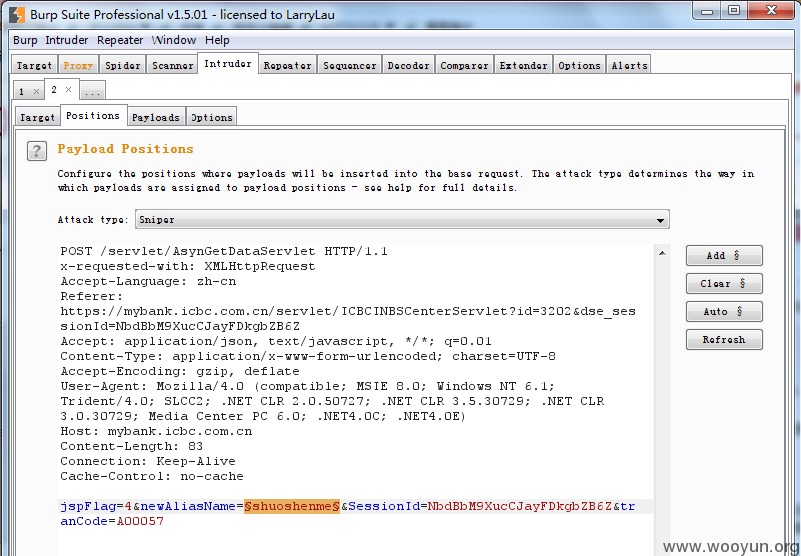 Burp Suite Professional v1.5.01 - licensed to LarryLau
Burp Intruder Repeater Window Help
Target Proxy Spider Scanner Intruder Repeater Sequencer Decoder Comparer Extender Options Alerts
1 × 2 × ...
Target Positions Payloads Options
? Payload Positions
Configure the positions where payloads will be inserted into the base request. The attack type determines the way in
which payloads are assigned to payload positions - see help for full details.
Attack type: Sniper
POST /servlet/AsynGetDataServlet HTTP/1.1
x-requested-with: XMLHttpRequest
Accept-Language: zh-cn
Referer:
https://mybank.icbc.com.cn/servlet/ICBCINBSCenterServlet?id=3202&dse_ses
sionId=NbdBbM9XucCJayFDkgbZB6Z
Accept: application/json, text/javascript, */*; q=0.01
Content-Type: application/x-www-form-urlencoded; charset=UTF-8
Accept-Encoding: gzip, deflate
User-Agent: Mozilla/4.0 (compatible; MSIE 8.0; Windows NT 6.1;
Trident/4.0; SLCC2; .NET CLR 2.0.50727; .NET CLR 3.5.30729; .NET CLR
3.0.30729; Media Center PC 6.0; .NET4.0C; .NET4.0E)
Host: mybank.icbc.com.cn
Content-Length: 83
Connection: Keep-Alive
Cache-Control: no-cache
jspFlag=4&newAliasName=§shuoshenme§&SessionId=NbdBbM9XucCJayFDkgbZB6Z&tr
anCode=A00057
Add §
Clear §
Auto §
Refresh
www.wooyun.org